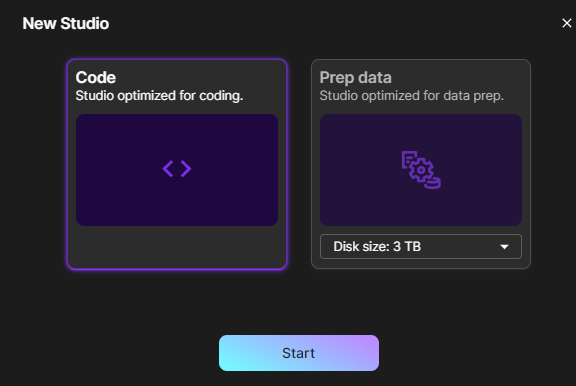 New Studio
Code
Studio optimized for coding.
Prep data
Studio optimized for data prep.
Disk size: 3 TB
Start